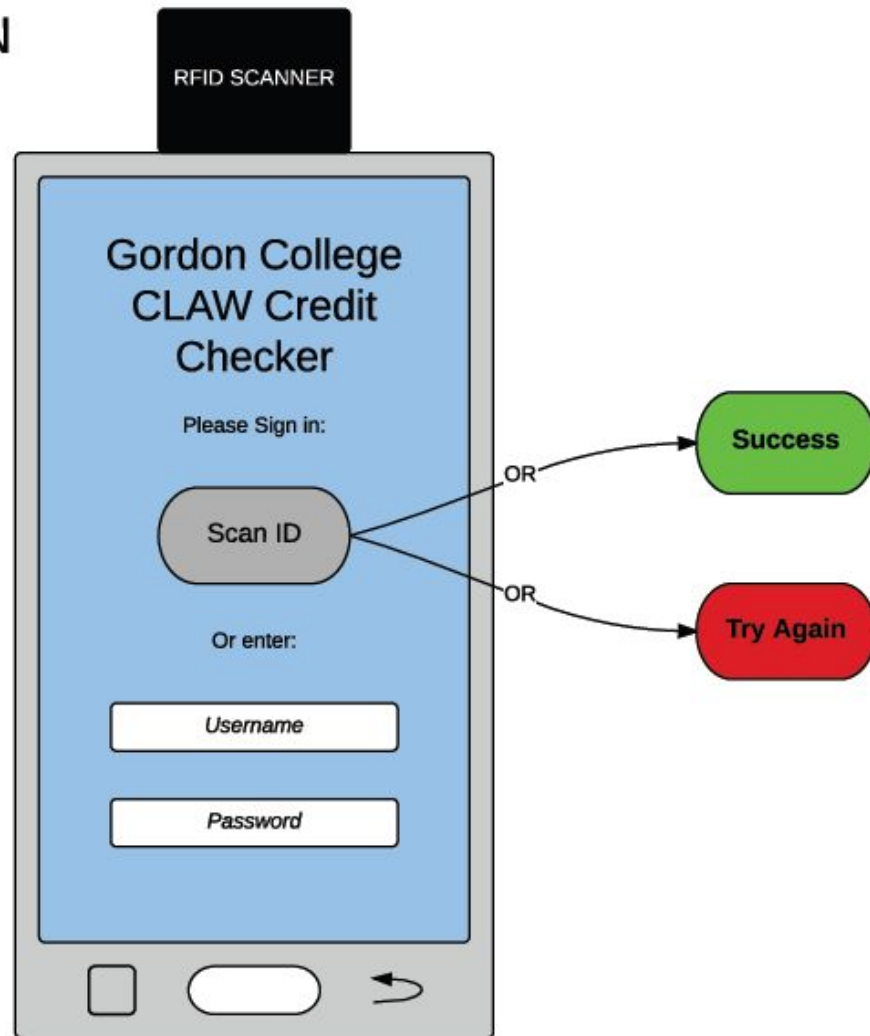 RFID SCANNER
Gordon College
CLAW Credit
Checker
Please Sign in:
Scan ID
OR
Success
OR
Try Again
Or enter:
Username
Password